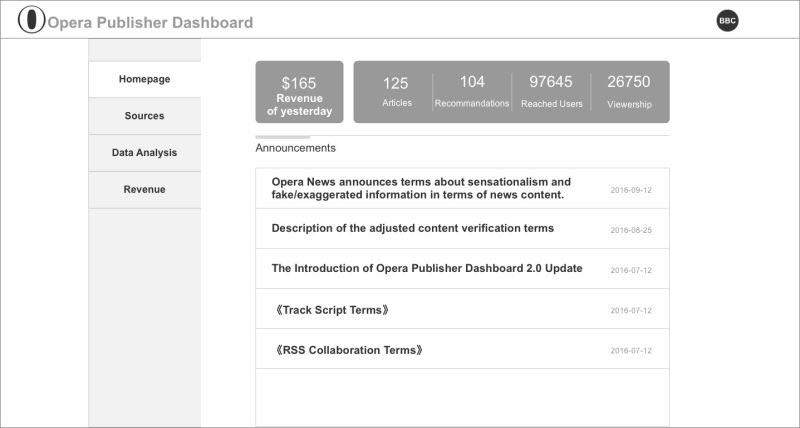 Opera Publisher Dashboard
BBC
Homepage
Sources
Data Analysis
Revenue
$165
Revenue
of yesterday
125
Articles
104
Recommandations
97645
Reached Users
26750
Viewership
Announcements
Opera News announces terms about sensationalism and
fake/exaggerated information in terms of news content.
2016-09-12
Description of the adjusted content verification terms
2016-08-25
The Introduction of Opera Publisher Dashboard 2.0 Update
2016-07-12
《Track Script Terms》
2016-07-12
《RSS Collaboration Terms》
2016-07-12